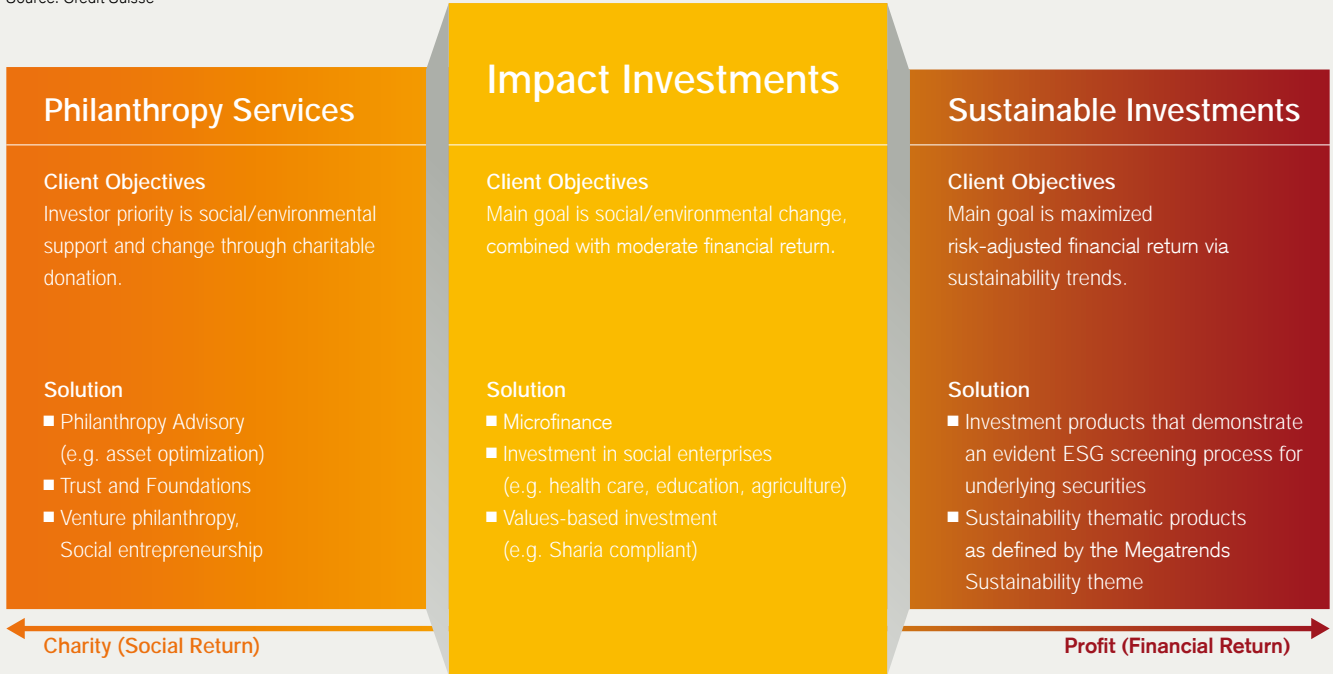 Source: Credit Suisse
Philanthropy Services
Client Objectives
Investor priority is social/environmental
support and change through charitable
donation.
Solution
■ Philanthropy Advisory
(e.g. asset optimization)
■ Trust and Foundations
■ Venture philanthropy,
Social entrepreneurship
Impact Investments
Client Objectives
Main goal is social/environmental change,
combined with moderate financial return.
Solution
■ Microfinance
■ Investment in social enterprises
(e.g. health care, education, agriculture)
■ Values-based investment
(e.g. Sharia compliant)
Sustainable Investments
Client Objectives
Main goal is maximized
risk-adjusted financial return via
sustainability trends.
Solution
■ Investment products that demonstrate
an evident ESG screening process for
underlying securities
■ Sustainability thematic products
as defined by the Megatrends
Sustainability theme
Charity (Social Return)
Profit (Financial Return)